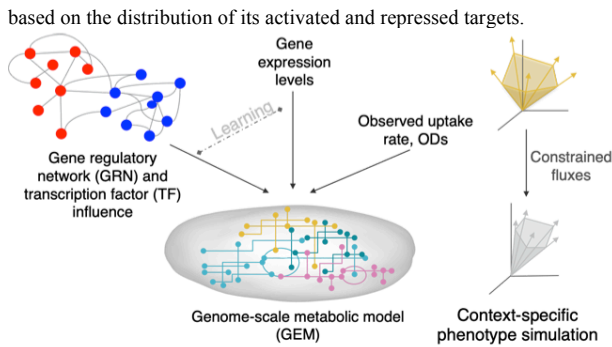 based on the distribution of its activated and repressed targets.
Gene
expression
levels
Learning
Observed uptake
rate, ODs
Constrained
fluxes
Gene regulatory
network (GRN) and
transcription factor (TF)
influence
Genome-scale metabolic model
(GEM)
Context-specific
phenotype simulation